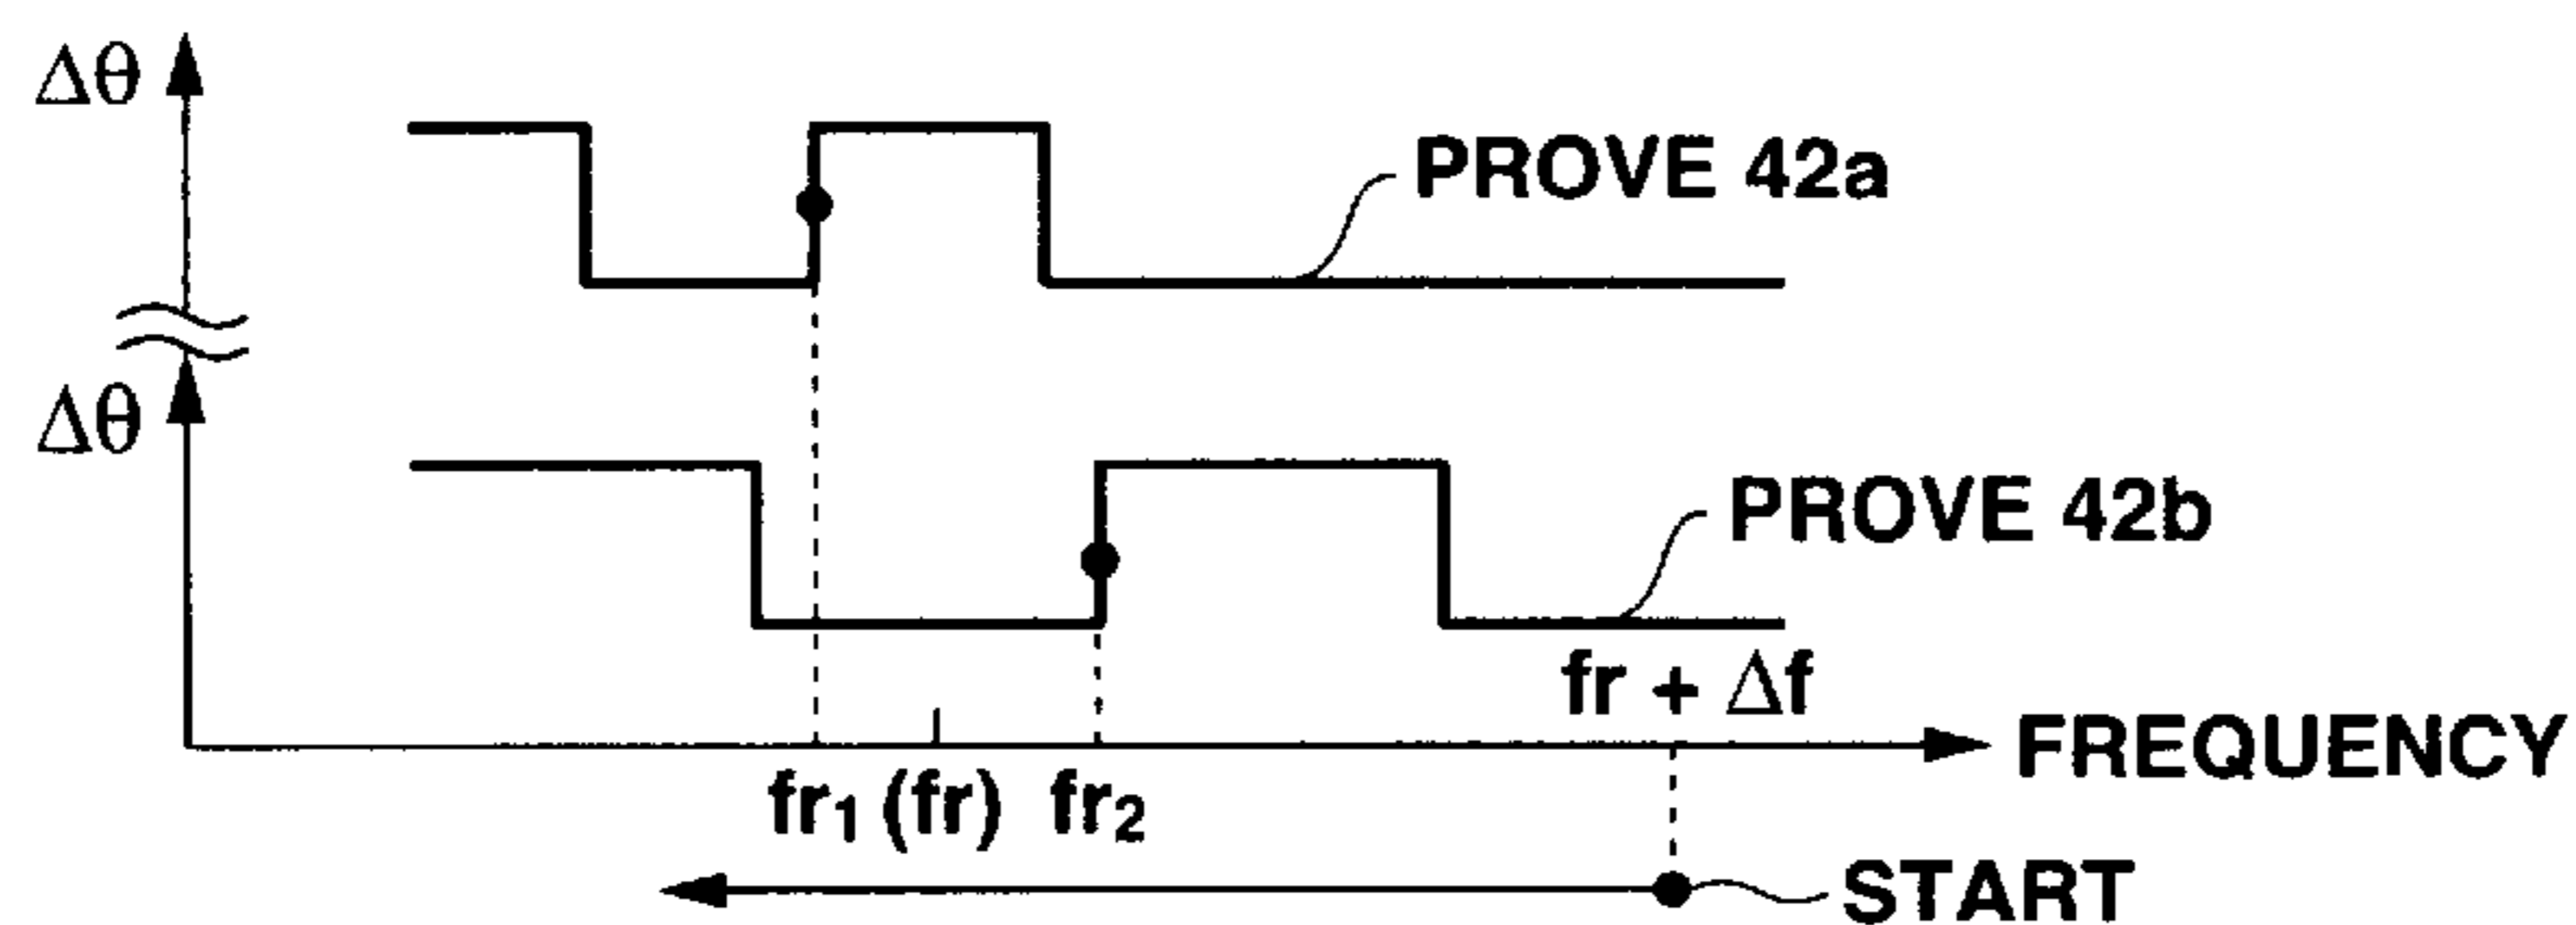 Δθ
PROVE 42a
Δθ
PROVE 42b
fr + Δf
FREQUENCY
fr1 (fr) fr2
START